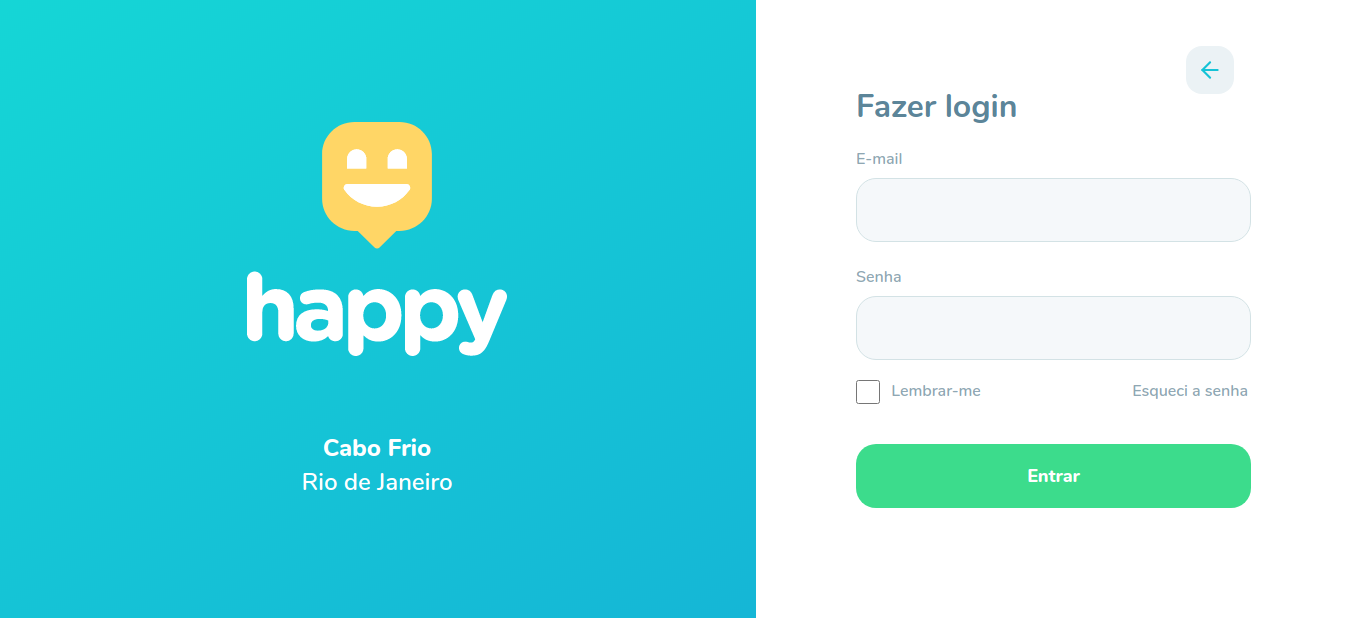 happy
Cabo Frio
Rio de Janeiro
Fazer login
E-mail
Senha
Lembrar-me
Esqueci a senha
Entrar